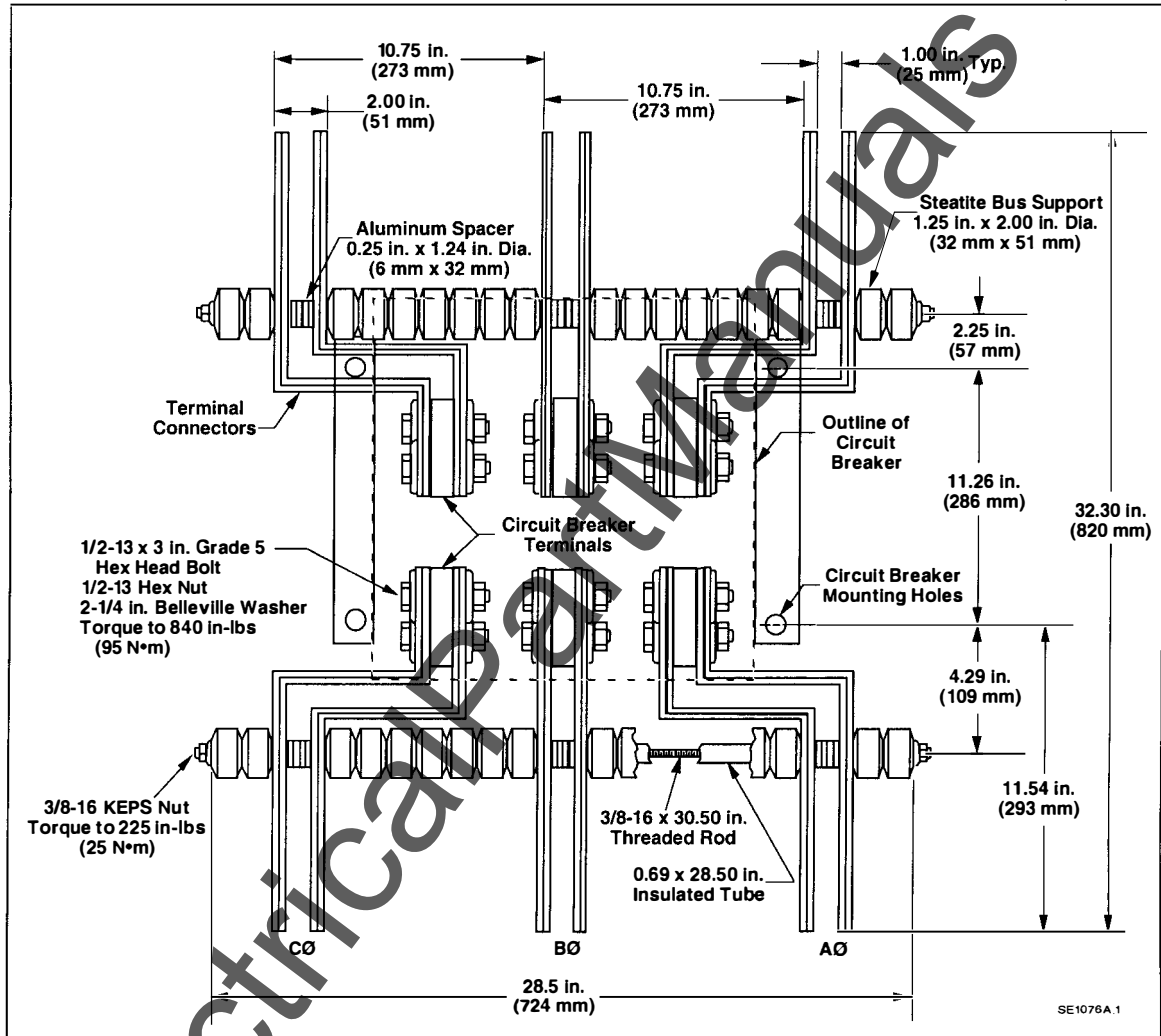 10.75 in.
(273 mm)
1.00 in.
(25 mm) Typ.
10.75 in.
(273 mm)
2.00 in.
(51 mm)
Steatite Bus Support
1.25 in. x 2.00 in. Dia.
(32 mm x 51 mm)
Aluminum Spacer
0.25 in. x 1.24 in. Dia.
(6 mm x 32 mm)
2.25 in.
(57 mm)
Terminal
Connectors
Outline of
Circuit
Breaker
11.26 in.
(286 mm)
32.30 in.
(820 mm)
Circuit Breaker
Terminals
1/2-13 x 3 in. Grade 5
Hex Head Bolt
1/2-13 Hex Nut
2-1/4 in. Belleville Washer
Torque to 840 in-lbs
(95 N•m)
Circuit Breaker
Mounting Holes
4.29 in.
(109 mm)
3/8-16 KEPS Nut
Torque to 225 in-lbs
(25 N•m)
3/8-16 x 30.50 in.
Threaded Rod
11.54 in.
(293 mm)
0.69 x 28.50 in.
Insulated Tube
CØ
BØ
AØ
28.5 in.
(724 mm)
SE1076A.1
ctricalPartManuals